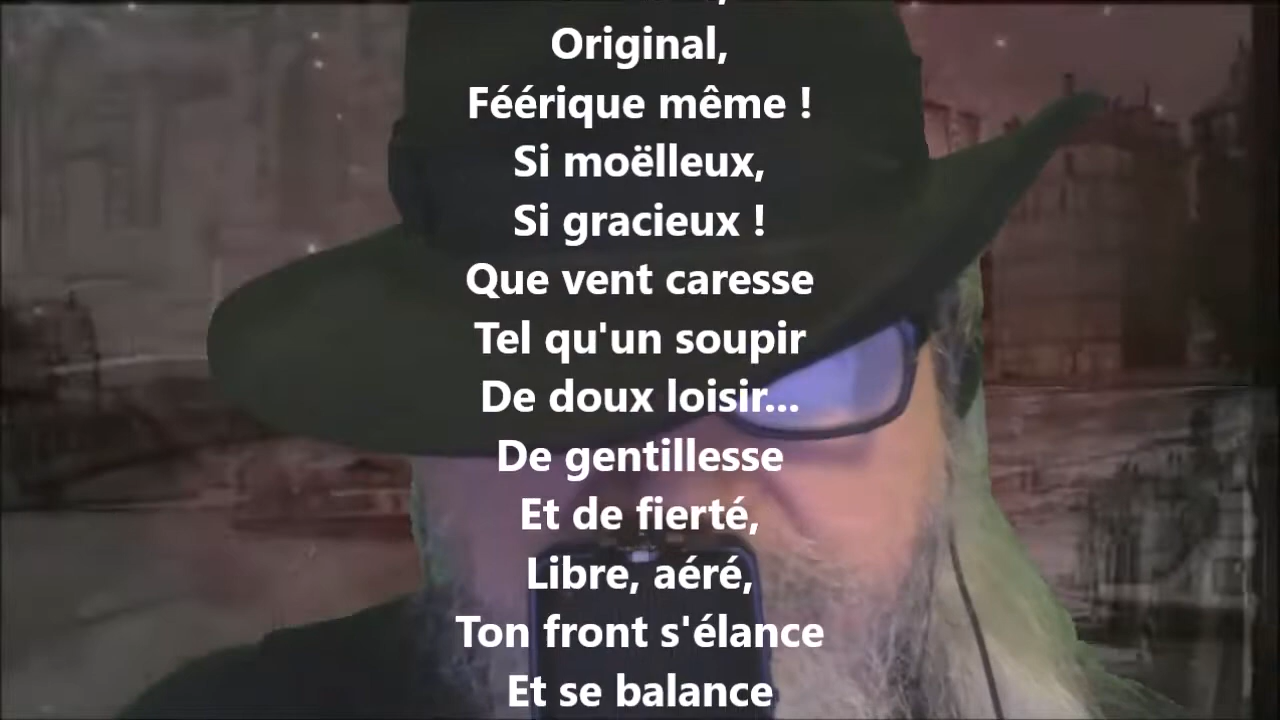 Original,
Féérique même !
Si moëlleux,
Si gracieux !
Que vent caresse
Tel qu'un soupir
De doux loisir...
De gentillesse
Et de fierté,
Libre, aéré,
Ton front s'élance
Et se balance